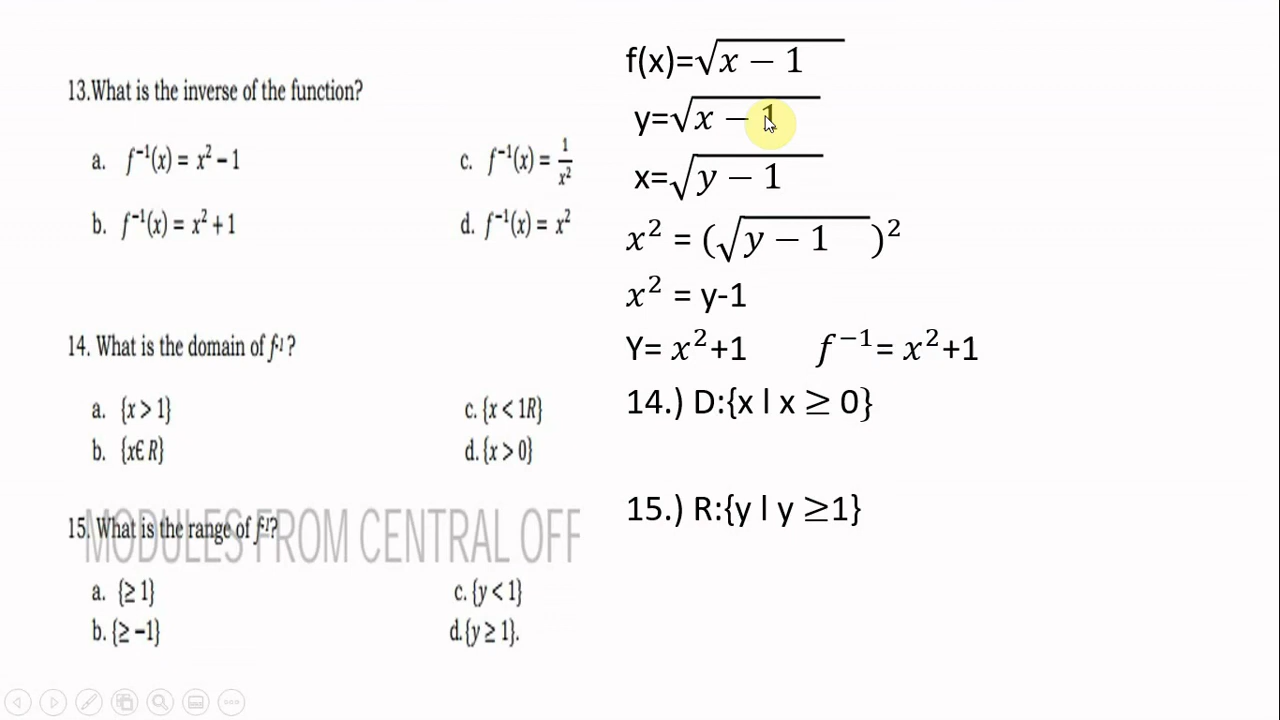 13.What is the inverse of the function?
a. f⁻¹(x) = x² – 1
c. f⁻¹(x) = 1/x²
b. f⁻¹(x) = x² + 1
d. f⁻¹(x) = x²
14. What is the domain of f⁻¹ ?
a. {x > 1}
c. {x < 1R}
b. {x∈ R}
d. {x > 0}
15. What is the range of f⁻¹?
MODULES FROM CENTRAL OFF
a. {≥ 1}
c. {y < 1}
b. {≥ –1}
d.{y ≥ 1}.
f(x)=√(x − 1)
y=√(x − 1)
x=√(y − 1)
x² = (√(y − 1) )²
x² = y-1
Y= x²+1 f⁻¹= x²+1
14.) D:{x l x ≥ 0}
15.) R:{y l y ≥1}